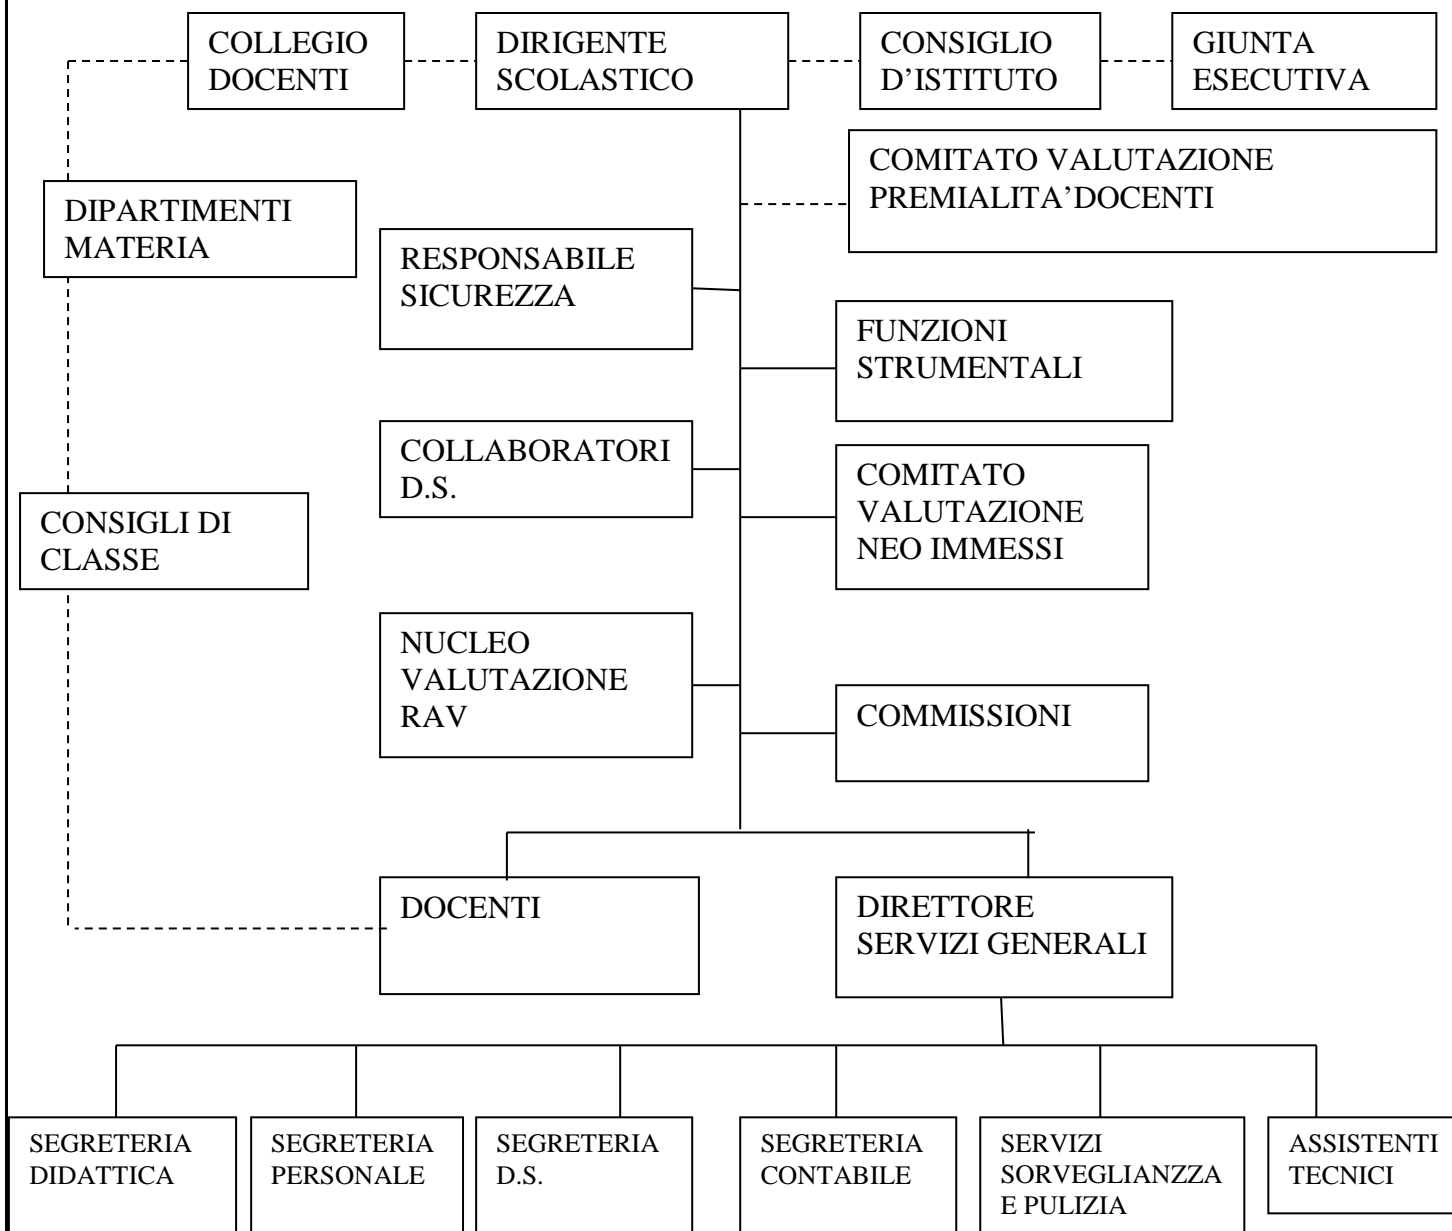 COLLEGIO
DOCENTI
DIRIGENTE
SCOLASTICO
CONSIGLIO
D'ISTITUTO
GIUNTA
ESECUTIVA
COMITATO VALUTAZIONE
PREMIALITA'DOCENTI
DIPARTIMENTI
MATERIA
RESPONSABILE
SICUREZZA
FUNZIONI
STRUMENTALI
COLLABORATORI
D.S.
COMITATO
VALUTAZIONE
NEO IMMESSI
CONSIGLI DI
CLASSE
NUCLEO
VALUTAZIONE
RAV
COMMISSIONI
DOCENTI
DIRETTORE
SERVIZI GENERALI
SEGRETERIA
DIDATTICA
SEGRETERIA
PERSONALE
SEGRETERIA
D.S.
SEGRETERIA
CONTABILE
SERVIZI
SORVEGLIANZZA
E PULIZIA
ASSISTENTI
TECNICI